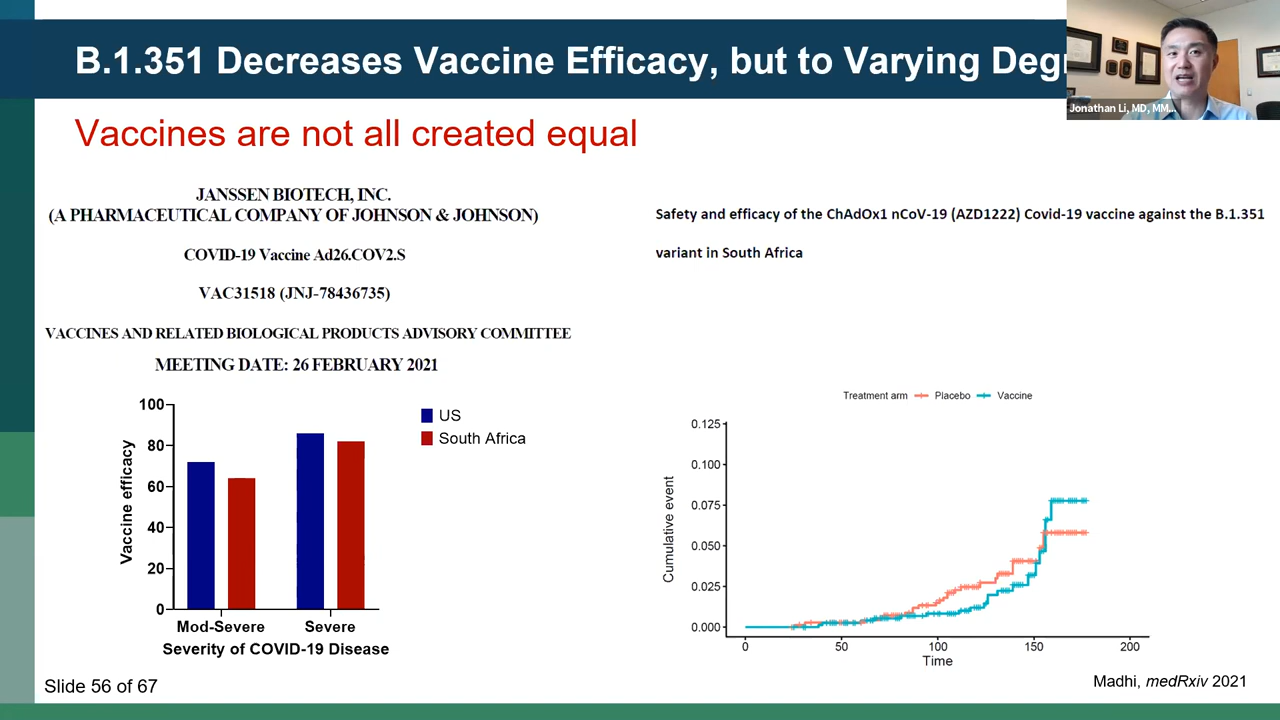 B.1.351 Decreases Vaccine Efficacy, but to Varying
Jonathan Li, MD, MM...
Vaccines are not all created equal
JANSSEN BIOTECH, INC.
(A PHARMACEUTICAL COMPANY OF JOHNSON & JOHNSON)
COVID-19 Vaccine Ad26.COV2.S
VAC31518 (JNJ-78436735)
VACCINES AND RELATED BIOLOGICAL PRODUCTS ADVISORY COMMITTEE
MEETING DATE: 26 FEBRUARY 2021
100
80
60
40
20
0
Vaccine efficacy
US
South Africa
Mod-Severe Severe
Severity of COVID-19 Disease
Safety and efficacy of the ChAdOx1 nCoV-19 (AZD1222) Covid-19 vaccine against the B.1.351
variant in South Africa
Treatment arm Placebo Vaccine
0.125
0.100
0.075
0.050
0.025
0.000
Cumulative event
0 50 100 150 200
Time
Slide 56 of 67
Madhi, medRxiv 2021